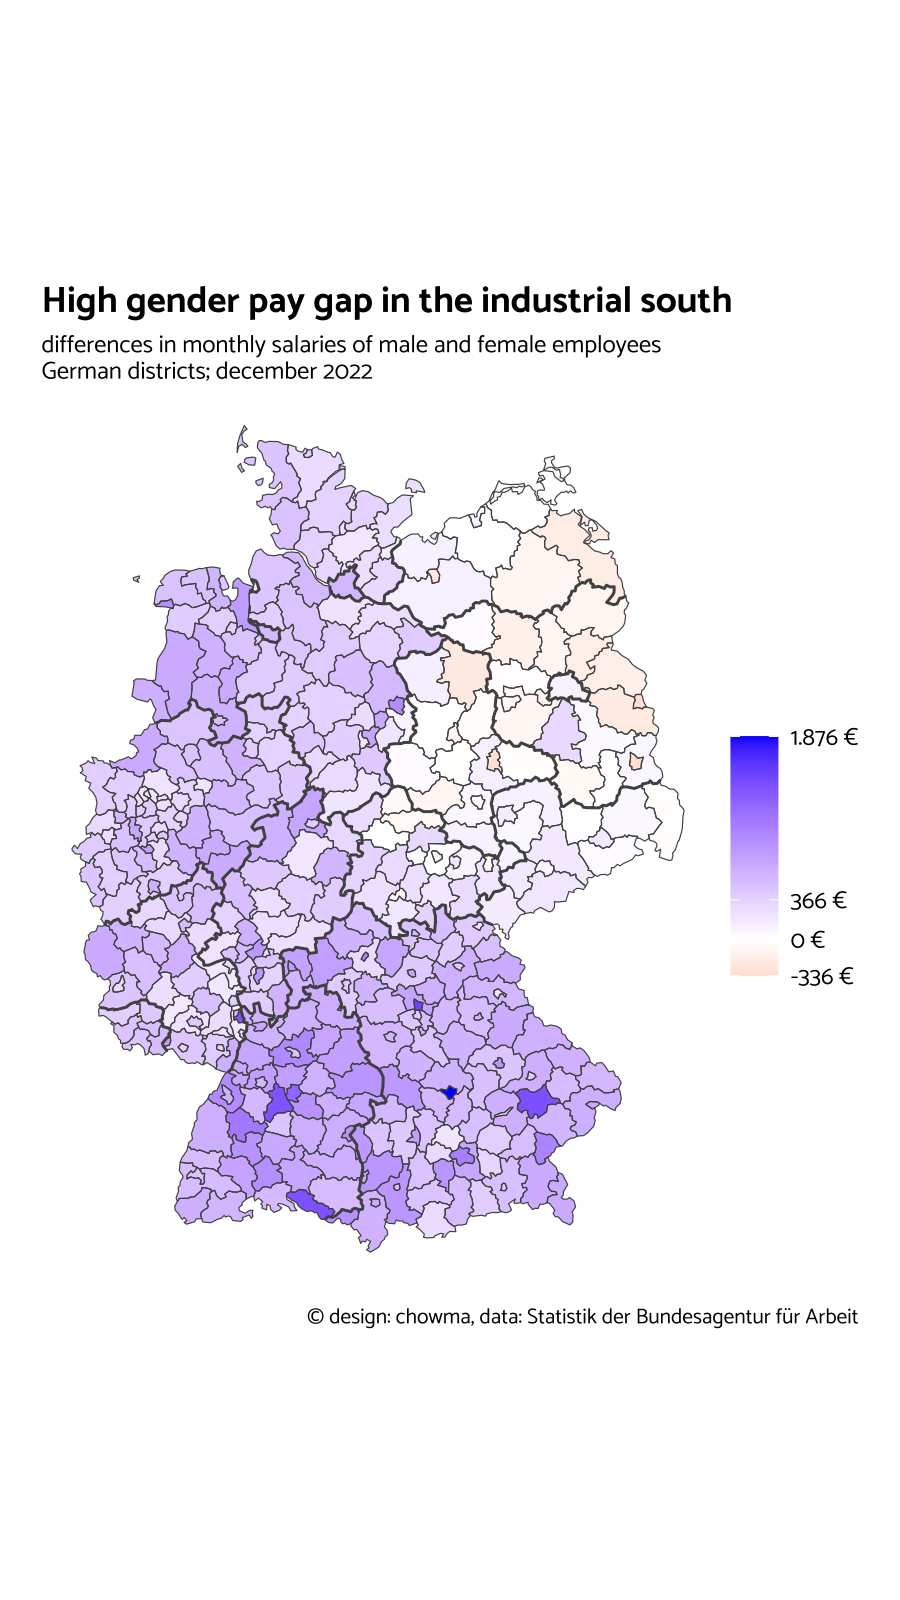 High gender pay gap in the industrial south
differences in monthly salaries of male and female employees
German districts; december 2022
1.876 €
366 €
0 €
-336 €
© design: chowma, data: Statistik der Bundesagentur für Arbeit